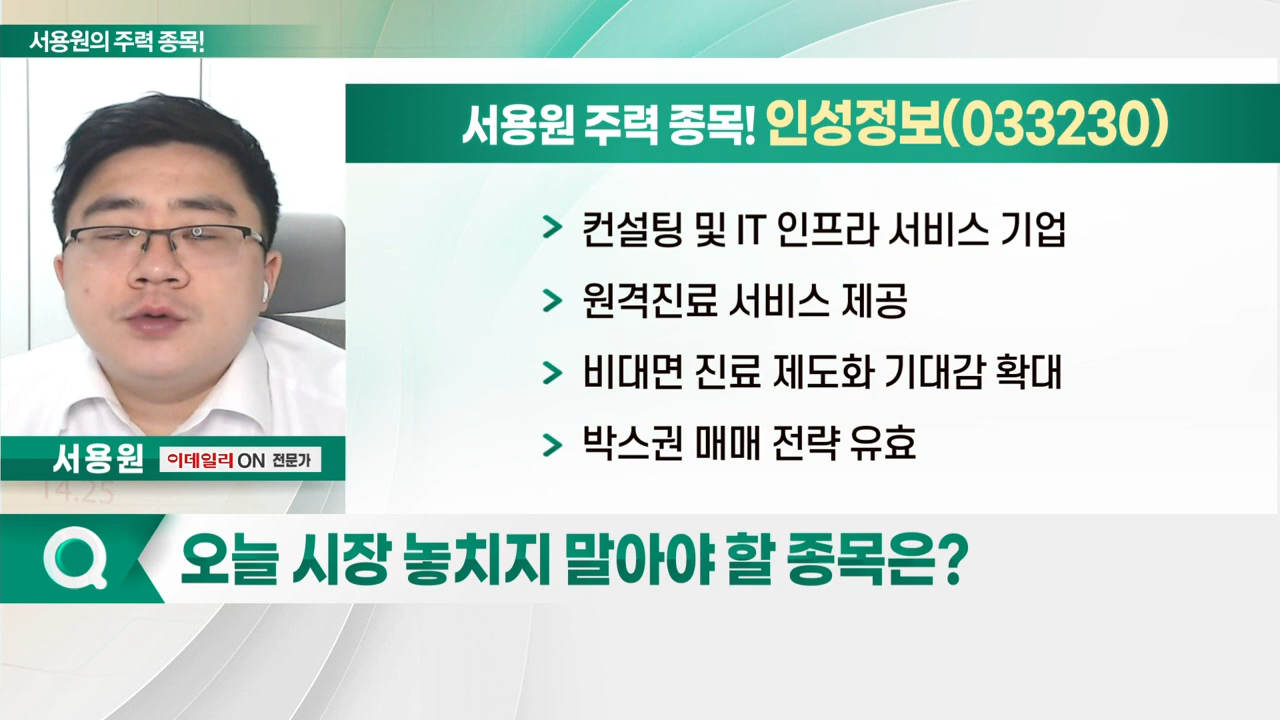 서용원의 주력 종목!
서용원 주력 종목! 인성정보(033230)
> 컨설팅 및 IT 인프라 서비스 기업
> 원격진료 서비스 제공
> 비대면 진료 제도화 기대감 확대
> 박스권 매매 전략 유효
서용원 이데일리 ON 전문가
14.25
Q 오늘 시장 놓치지 말아야 할 종목은?